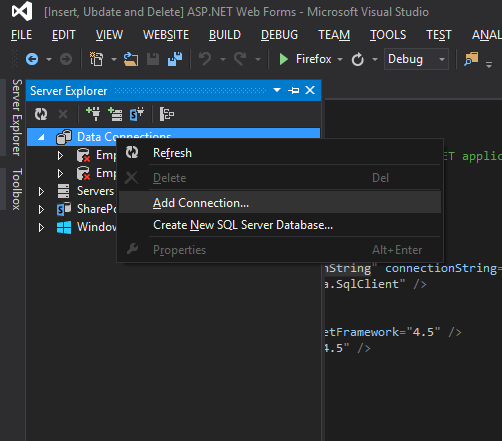 [Insert, Ubdate and Delete] ASP.NET Web Forms - Microsoft Visual Studio
FILE EDIT VIEW WEBSITE BUILD DEBUG TEAM TOOLS TEST ANAL
Firefox Debug
Server Explorer
Toolbox
Server Explorer
Data Connections
Emp
Emp
Servers
SharePo
Window
Refresh
Delete Del
Add Connection...
Create New SQL Server Database...
Properties Alt+Enter
ET applic
nString" connectionString=
a.SqlClient" />
etFramework="4.5" />
4.5" />